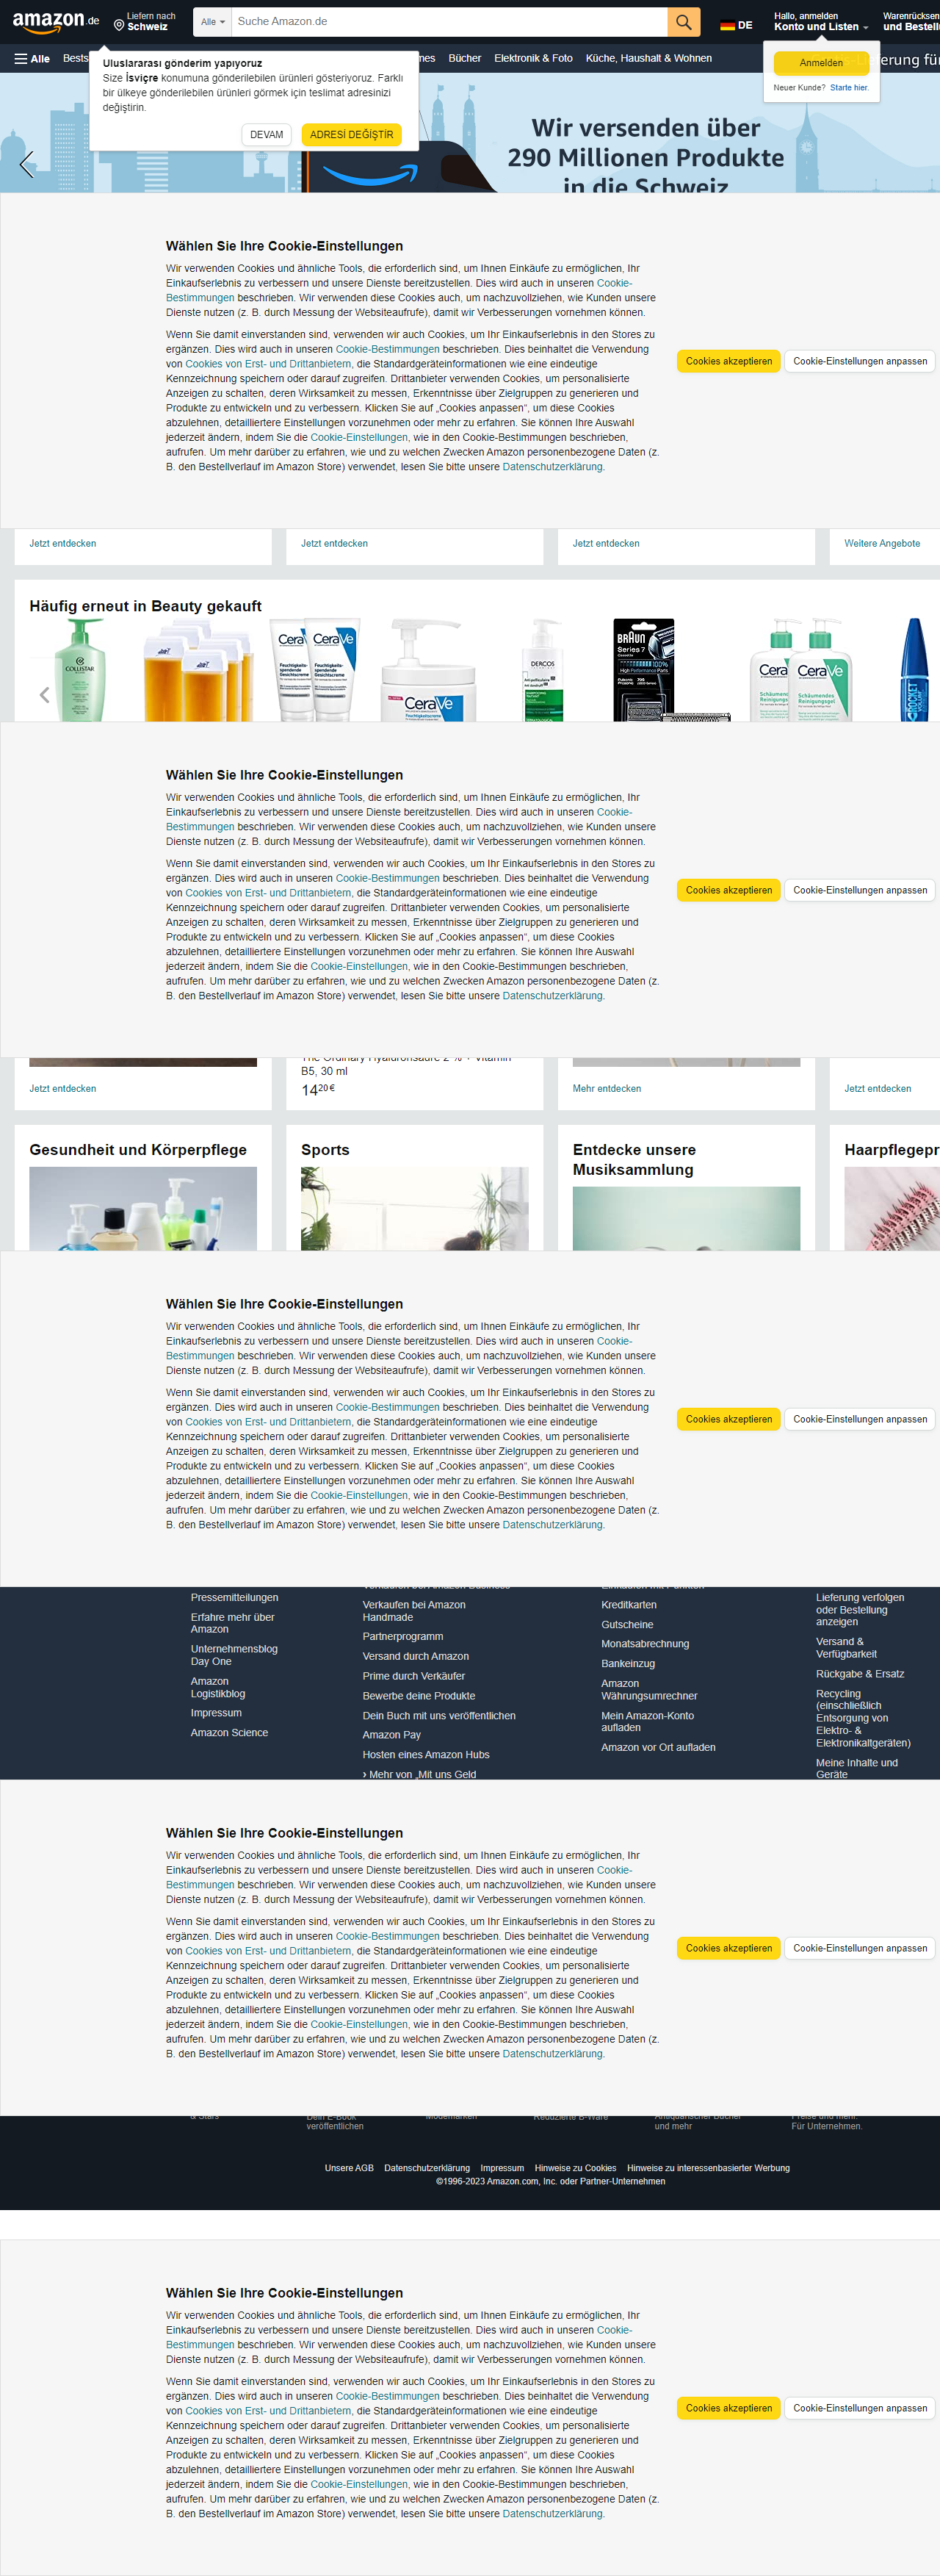 amazon.de
Liefern nach
Schweiz
Alle
Suche Amazon.de
DE
Hallo, anmelden
Konto und Listen
Warenrücksen
und Bestell
Alle
Bests
Bücher
Elektronik & Foto
Küche, Haushalt & Wohnen
Uluslararası gönderim yapıyoruz
Size İsviçre konumuna gönderilebilen ürünleri gösteriyoruz. Farklı
bir ülkeye gönderilebilen ürünleri görmek için teslimat adresinizi
değiştirin.
DEVAM
ADRESİ DEĞİŞTİR
Anmelden
Neuer Kunde? Starte hier.
Wir versenden über
290 Millionen Produkte
in die Schweiz
Wählen Sie Ihre Cookie-Einstellungen
Wir verwenden Cookies und ähnliche Tools, die erforderlich sind, um Ihnen Einkäufe zu ermöglichen, Ihr
Einkaufserlebnis zu verbessern und unsere Dienste bereitzustellen. Dies wird auch in unseren Cookie-
Bestimmungen beschrieben. Wir verwenden diese Cookies auch, um nachzuvollziehen, wie Kunden unsere
Dienste nutzen (z. B. durch Messung der Websiteaufrufe), damit wir Verbesserungen vornehmen können.
Wenn Sie damit einverstanden sind, verwenden wir auch Cookies, um Ihr Einkaufserlebnis in den Stores zu
ergänzen. Dies wird auch in unseren Cookie-Bestimmungen beschrieben. Dies beinhaltet die Verwendung
von Cookies von Erst- und Drittanbietern, die Standardgeräteinformationen wie eine eindeutige
Kennzeichnung speichern oder darauf zugreifen. Drittanbieter verwenden Cookies, um personalisierte
Anzeigen zu schalten, deren Wirksamkeit zu messen, Erkenntnisse über Zielgruppen zu generieren und
Produkte zu entwickeln und zu verbessern. Klicken Sie auf „Cookies anpassen“, um diese Cookies
abzulehnen, detailliertere Einstellungen vorzunehmen oder mehr zu erfahren. Sie können Ihre Auswahl
jederzeit ändern, indem Sie die Cookie-Einstellungen, wie in den Cookie-Bestimmungen beschrieben,
aufrufen. Um mehr darüber zu erfahren, wie und zu welchen Zwecken Amazon personenbezogene Daten (z.
B. den Bestellverlauf im Amazon Store) verwendet, lesen Sie bitte unsere Datenschutzerklärung.
Cookies akzeptieren
Cookie-Einstellungen anpassen
Jetzt entdecken
Jetzt entdecken
Jetzt entdecken
Weitere Angebote
Häufig erneut in Beauty gekauft
COLLISTAR
CeraVe
CeraVe
CeraVe
DERCOS
BRAUN
Series 7
100%
CeraVe
CeraVe
Wählen Sie Ihre Cookie-Einstellungen
Wir verwenden Cookies und ähnliche Tools, die erforderlich sind, um Ihnen Einkäufe zu ermöglichen, Ihr
Einkaufserlebnis zu verbessern und unsere Dienste bereitzustellen. Dies wird auch in unseren Cookie-
Bestimmungen beschrieben. Wir verwenden diese Cookies auch, um nachzuvollziehen, wie Kunden unsere
Dienste nutzen (z. B. durch Messung der Websiteaufrufe), damit wir Verbesserungen vornehmen können.
Wenn Sie damit einverstanden sind, verwenden wir auch Cookies, um Ihr Einkaufserlebnis in den Stores zu
ergänzen. Dies wird auch in unseren Cookie-Bestimmungen beschrieben. Dies beinhaltet die Verwendung
von Cookies von Erst- und Drittanbietern, die Standardgeräteinformationen wie eine eindeutige
Kennzeichnung speichern oder darauf zugreifen. Drittanbieter verwenden Cookies, um personalisierte
Anzeigen zu schalten, deren Wirksamkeit zu messen, Erkenntnisse über Zielgruppen zu generieren und
Produkte zu entwickeln und zu verbessern. Klicken Sie auf „Cookies anpassen“, um diese Cookies
abzulehnen, detailliertere Einstellungen vorzunehmen oder mehr zu erfahren. Sie können Ihre Auswahl
jederzeit ändern, indem Sie die Cookie-Einstellungen, wie in den Cookie-Bestimmungen beschrieben,
aufrufen. Um mehr darüber zu erfahren, wie und zu welchen Zwecken Amazon personenbezogene Daten (z.
B. den Bestellverlauf im Amazon Store) verwendet, lesen Sie bitte unsere Datenschutzerklärung.
Cookies akzeptieren
Cookie-Einstellungen anpassen
The Ordinary Hyaluronsäure 2 % + Vitamin
B5, 30 ml
14 20 €
Jetzt entdecken
Mehr entdecken
Jetzt entdecken
Gesundheit und Körperpflege
Sports
Entdecke unsere
Musiksammlung
Haarpflegepr
Wählen Sie Ihre Cookie-Einstellungen
Wir verwenden Cookies und ähnliche Tools, die erforderlich sind, um Ihnen Einkäufe zu ermöglichen, Ihr
Einkaufserlebnis zu verbessern und unsere Dienste bereitzustellen. Dies wird auch in unseren Cookie-
Bestimmungen beschrieben. Wir verwenden diese Cookies auch, um nachzuvollziehen, wie Kunden unsere
Dienste nutzen (z. B. durch Messung der Websiteaufrufe), damit wir Verbesserungen vornehmen können.
Wenn Sie damit einverstanden sind, verwenden wir auch Cookies, um Ihr Einkaufserlebnis in den Stores zu
ergänzen. Dies wird auch in unseren Cookie-Bestimmungen beschrieben. Dies beinhaltet die Verwendung
von Cookies von Erst- und Drittanbietern, die Standardgeräteinformationen wie eine eindeutige
Kennzeichnung speichern oder darauf zugreifen. Drittanbieter verwenden Cookies, um personalisierte
Anzeigen zu schalten, deren Wirksamkeit zu messen, Erkenntnisse über Zielgruppen zu generieren und
Produkte zu entwickeln und zu verbessern. Klicken Sie auf „Cookies anpassen“, um diese Cookies
abzulehnen, detailliertere Einstellungen vorzunehmen oder mehr zu erfahren. Sie können Ihre Auswahl
jederzeit ändern, indem Sie die Cookie-Einstellungen, wie in den Cookie-Bestimmungen beschrieben,
aufrufen. Um mehr darüber zu erfahren, wie und zu welchen Zwecken Amazon personenbezogene Daten (z.
B. den Bestellverlauf im Amazon Store) verwendet, lesen Sie bitte unsere Datenschutzerklärung.
Cookies akzeptieren
Cookie-Einstellungen anpassen
Pressemitteilungen
Erfahre mehr über
Amazon
Unternehmensblog
Day One
Amazon
Logistikblog
Impressum
Amazon Science
Verkaufen bei Amazon Business
Verkaufen bei Amazon
Handmade
Partnerprogramm
Versand durch Amazon
Prime durch Verkäufer
Bewerbe deine Produkte
Dein Buch mit uns veröffentlichen
Amazon Pay
Hosten eines Amazon Hubs
› Mehr von „Mit uns Geld
Einkaufen mit Punkten
Kreditkarten
Gutscheine
Monatsabrechnung
Bankeinzug
Amazon
Währungsumrechner
Mein Amazon-Konto
aufladen
Amazon vor Ort aufladen
Lieferung verfolgen
oder Bestellung
anzeigen
Versand &
Verfügbarkeit
Rückgabe & Ersatz
Recycling
(einschließlich
Entsorgung von
Elektro- &
Elektronikaltgeräten)
Meine Inhalte und
Geräte
Wählen Sie Ihre Cookie-Einstellungen
Wir verwenden Cookies und ähnliche Tools, die erforderlich sind, um Ihnen Einkäufe zu ermöglichen, Ihr
Einkaufserlebnis zu verbessern und unsere Dienste bereitzustellen. Dies wird auch in unseren Cookie-
Bestimmungen beschrieben. Wir verwenden diese Cookies auch, um nachzuvollziehen, wie Kunden unsere
Dienste nutzen (z. B. durch Messung der Websiteaufrufe), damit wir Verbesserungen vornehmen können.
Wenn Sie damit einverstanden sind, verwenden wir auch Cookies, um Ihr Einkaufserlebnis in den Stores zu
ergänzen. Dies wird auch in unseren Cookie-Bestimmungen beschrieben. Dies beinhaltet die Verwendung
von Cookies von Erst- und Drittanbietern, die Standardgeräteinformationen wie eine eindeutige
Kennzeichnung speichern oder darauf zugreifen. Drittanbieter verwenden Cookies, um personalisierte
Anzeigen zu schalten, deren Wirksamkeit zu messen, Erkenntnisse über Zielgruppen zu generieren und
Produkte zu entwickeln und zu verbessern. Klicken Sie auf „Cookies anpassen“, um diese Cookies
abzulehnen, detailliertere Einstellungen vorzunehmen oder mehr zu erfahren. Sie können Ihre Auswahl
jederzeit ändern, indem Sie die Cookie-Einstellungen, wie in den Cookie-Bestimmungen beschrieben,
aufrufen. Um mehr darüber zu erfahren, wie und zu welchen Zwecken Amazon personenbezogene Daten (z.
B. den Bestellverlauf im Amazon Store) verwendet, lesen Sie bitte unsere Datenschutzerklärung.
Cookies akzeptieren
Cookie-Einstellungen anpassen
& Stars
Dein E-Book
veröffentlichen
Modemarken
Reduzierte B-Ware
Antiquarischer Bücher
und mehr
Preise und mehr.
Für Unternehmen.
Unsere AGB
Datenschutzerklärung
Impressum
Hinweise zu Cookies
Hinweise zu interessenbasierter Werbung
©1996-2023 Amazon.com, Inc. oder Partner-Unternehmen
Wählen Sie Ihre Cookie-Einstellungen
Wir verwenden Cookies und ähnliche Tools, die erforderlich sind, um Ihnen Einkäufe zu ermöglichen, Ihr
Einkaufserlebnis zu verbessern und unsere Dienste bereitzustellen. Dies wird auch in unseren Cookie-
Bestimmungen beschrieben. Wir verwenden diese Cookies auch, um nachzuvollziehen, wie Kunden unsere
Dienste nutzen (z. B. durch Messung der Websiteaufrufe), damit wir Verbesserungen vornehmen können.
Wenn Sie damit einverstanden sind, verwenden wir auch Cookies, um Ihr Einkaufserlebnis in den Stores zu
ergänzen. Dies wird auch in unseren Cookie-Bestimmungen beschrieben. Dies beinhaltet die Verwendung
von Cookies von Erst- und Drittanbietern, die Standardgeräteinformationen wie eine eindeutige
Kennzeichnung speichern oder darauf zugreifen. Drittanbieter verwenden Cookies, um personalisierte
Anzeigen zu schalten, deren Wirksamkeit zu messen, Erkenntnisse über Zielgruppen zu generieren und
Produkte zu entwickeln und zu verbessern. Klicken Sie auf „Cookies anpassen“, um diese Cookies
abzulehnen, detailliertere Einstellungen vorzunehmen oder mehr zu erfahren. Sie können Ihre Auswahl
jederzeit ändern, indem Sie die Cookie-Einstellungen, wie in den Cookie-Bestimmungen beschrieben,
aufrufen. Um mehr darüber zu erfahren, wie und zu welchen Zwecken Amazon personenbezogene Daten (z.
B. den Bestellverlauf im Amazon Store) verwendet, lesen Sie bitte unsere Datenschutzerklärung.
Cookies akzeptieren
Cookie-Einstellungen anpassen